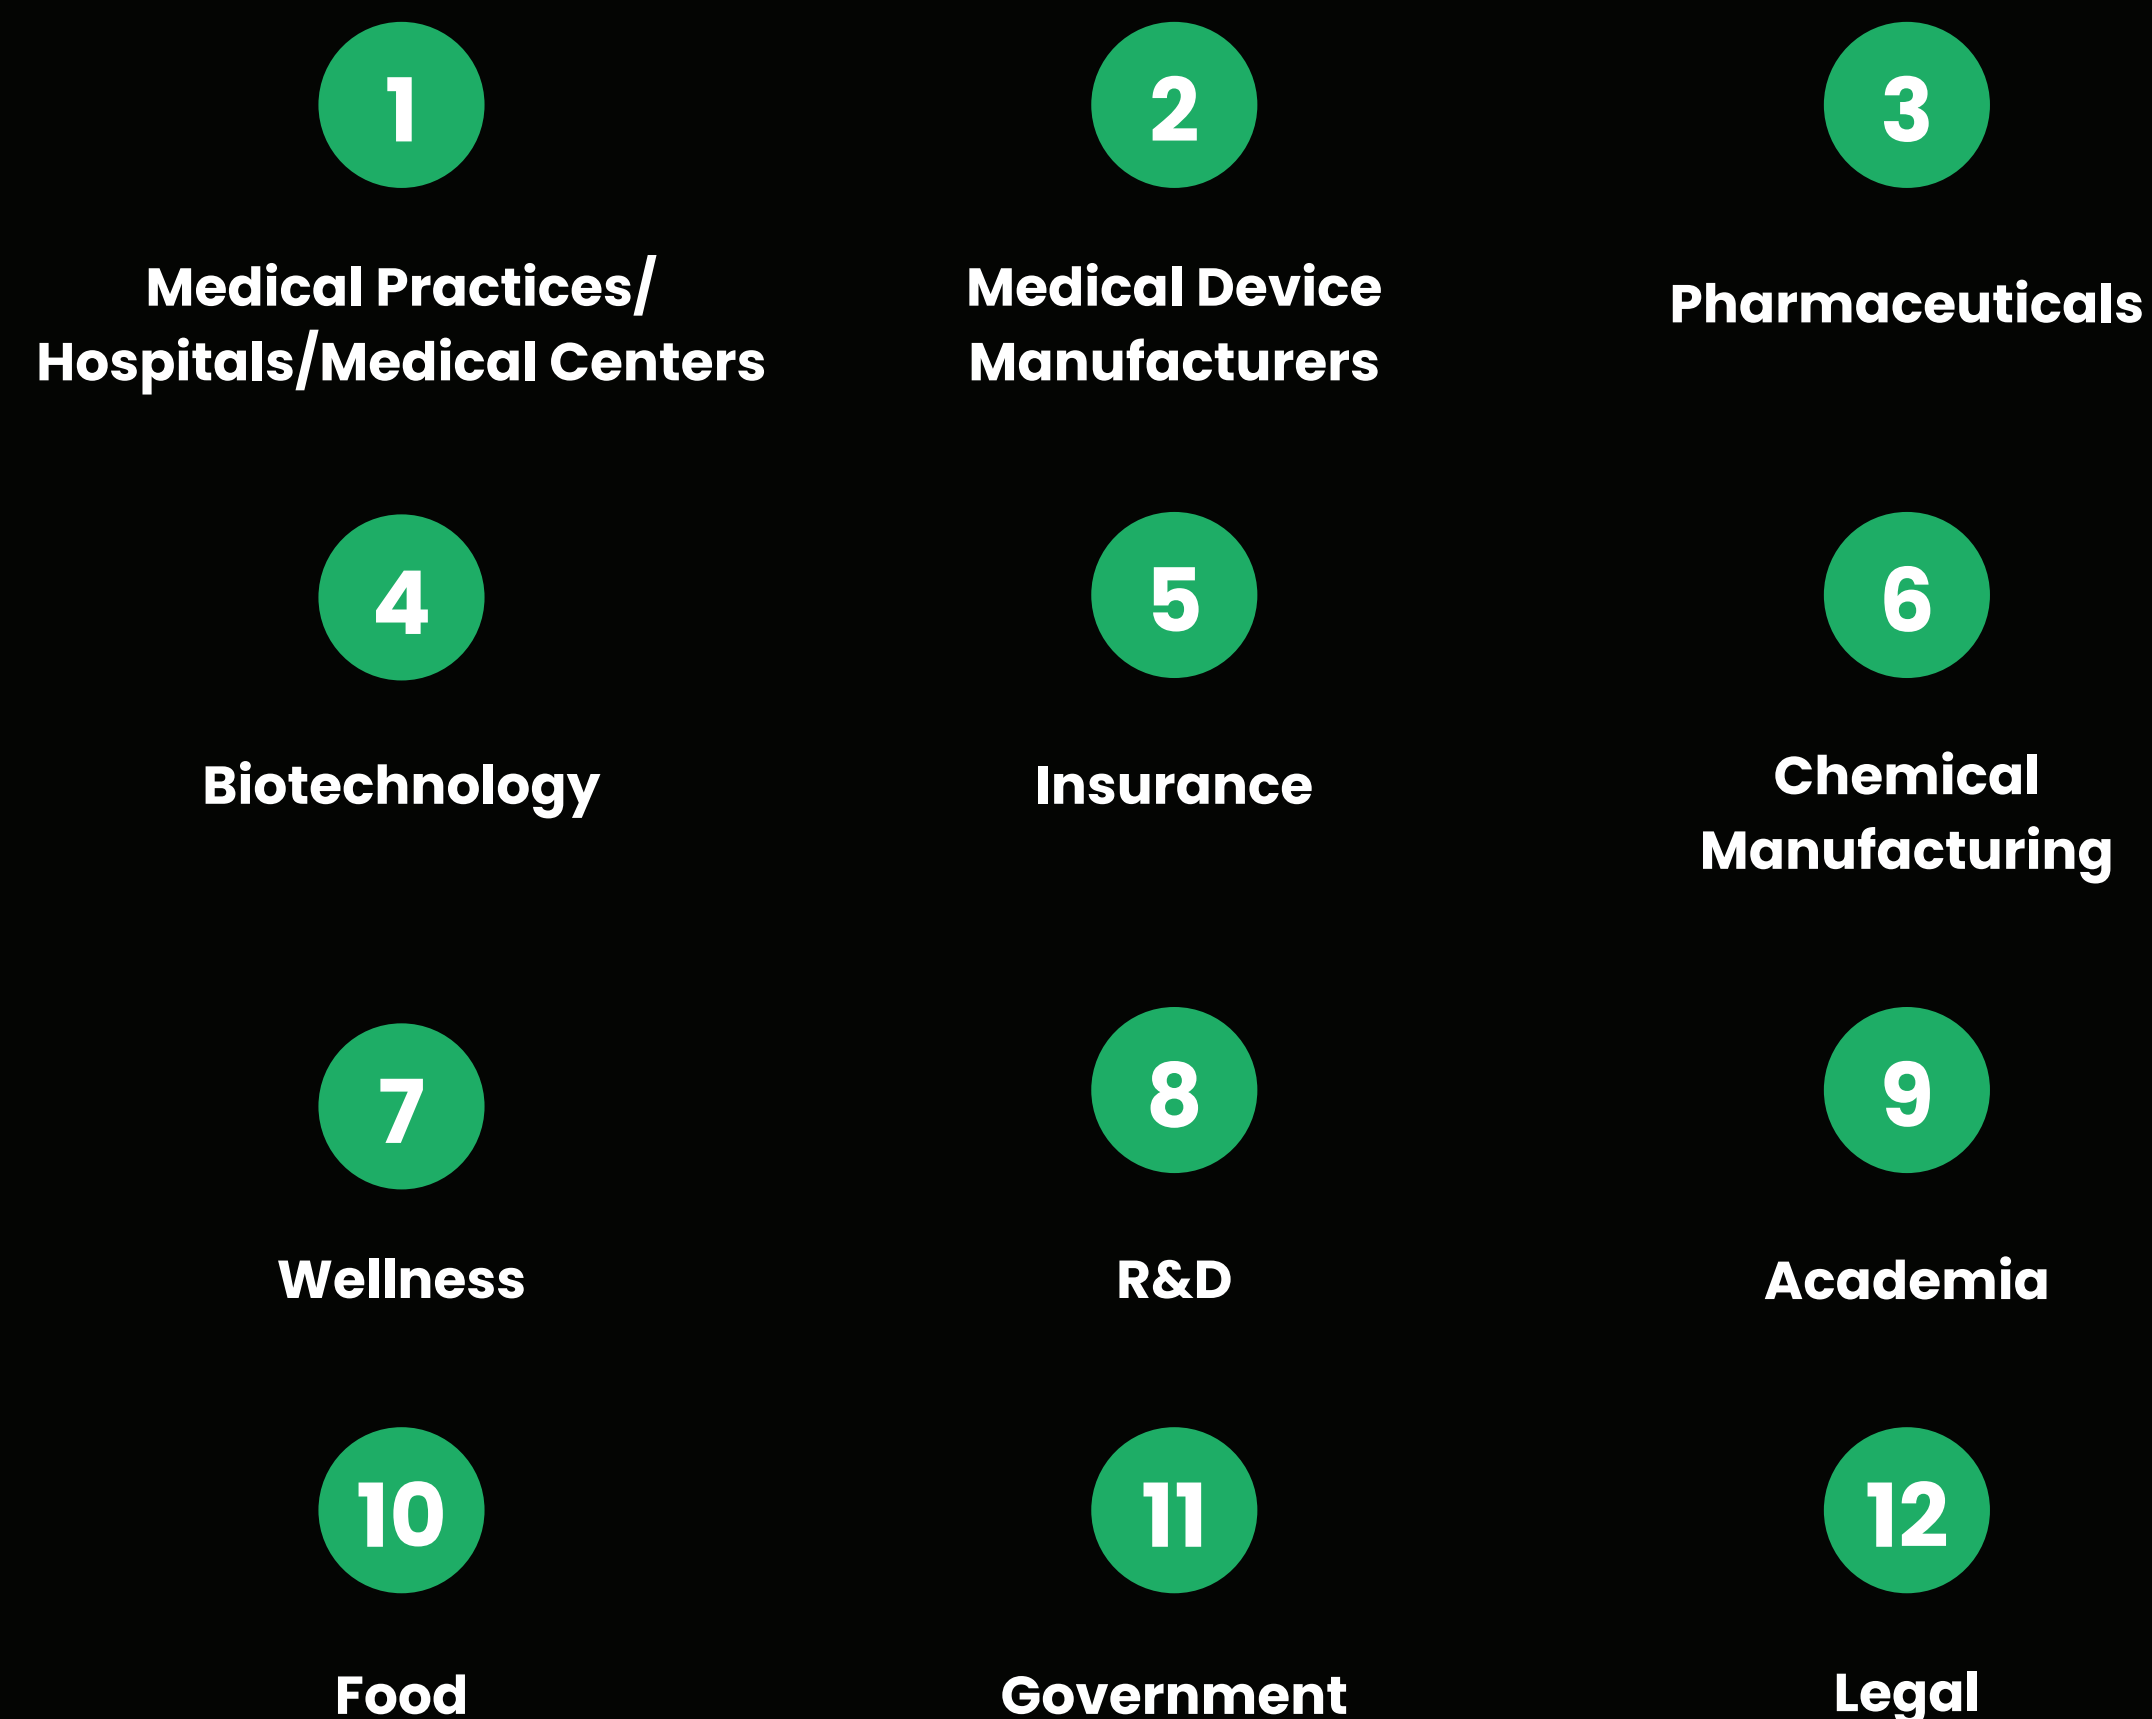 1
Medical Practices/
Hospitals/Medical Centers
2
Medical Device
Manufacturers
3
Pharmaceuticals
4
Biotechnology
5
Insurance
6
Chemical
Manufacturing
7
Wellness
8
R&D
9
Academia
10
Food
11
Government
12
Legal